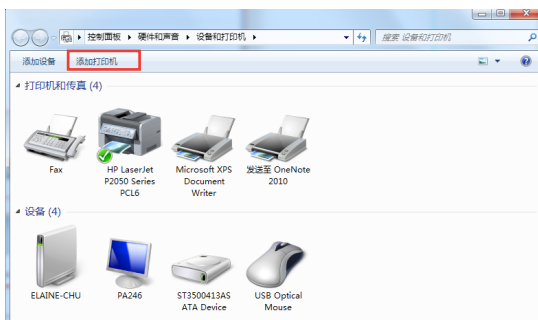 控制面板 ▸ 硬件和声音 ▸ 设备和打印机 ▸
搜索 设备和打印机
添加设备 添加打印机
打印机和传真 (4)
Fax
HP LaserJet
P2050 Series
PCL6
Microsoft XPS
Document
Writer
发送至 OneNote
2010
设备 (4)
ELAINE-CHU
PA246
ST3500413AS
ATA Device
USB Optical
Mouse